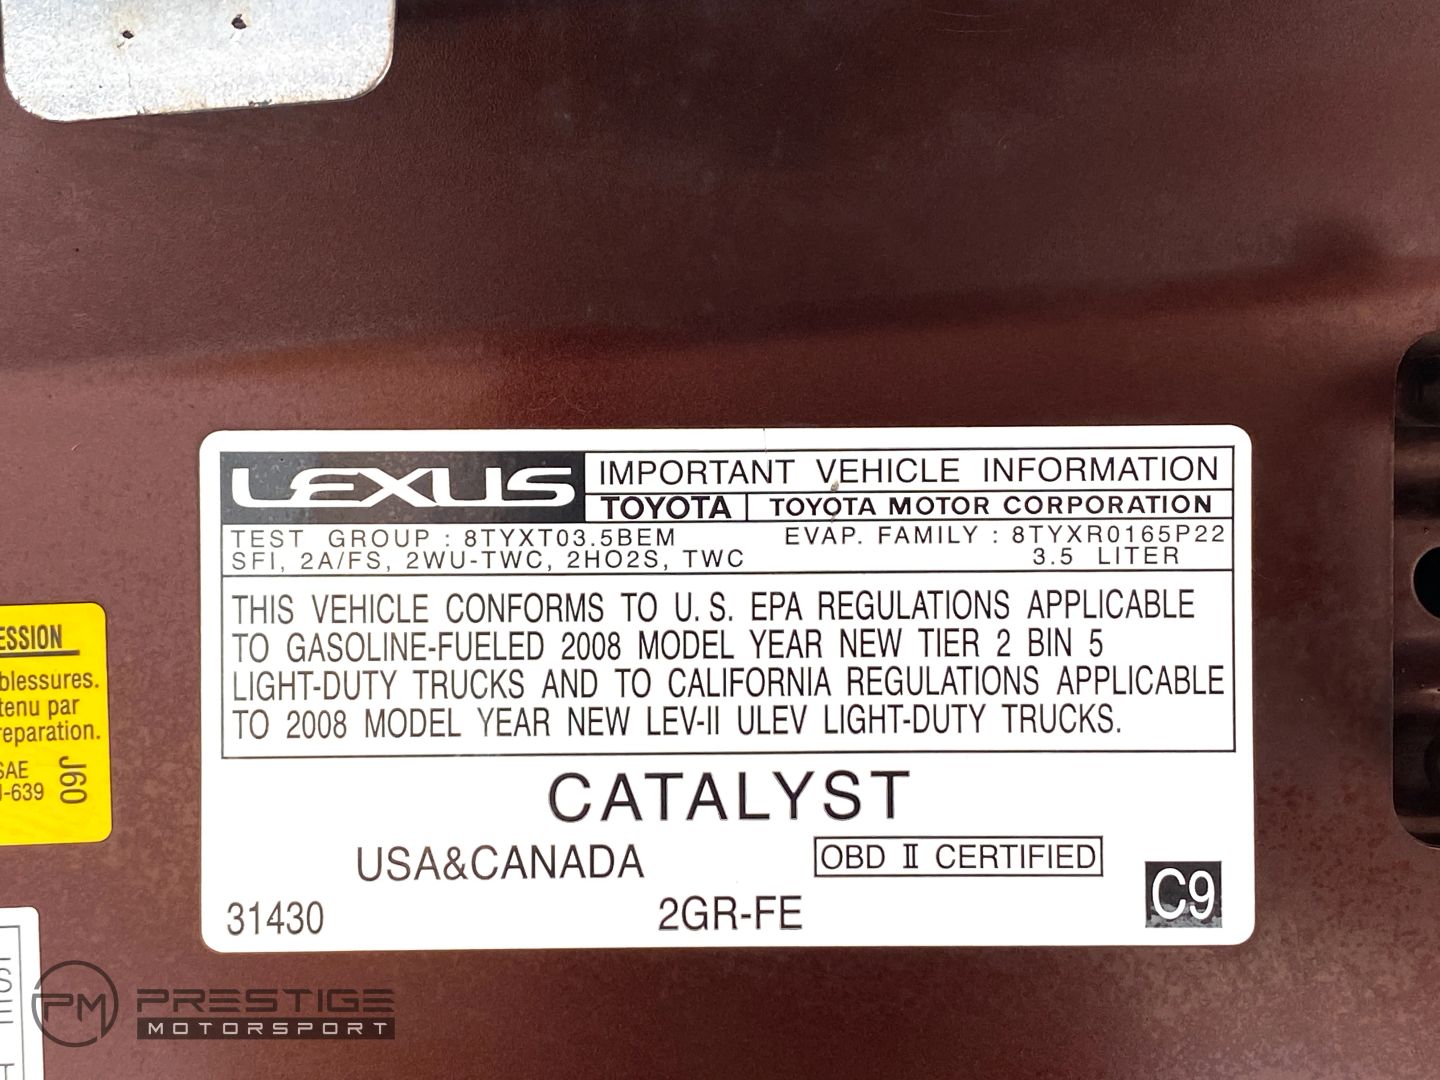 LEXUS
IMPORTANT VEHICLE INFORMATION
TOYOTA TOYOTA MOTOR CORPORATION
TEST GROUP : 8TYXT03.5BEM EVAP. FAMILY : 8TYXR0165P22
SFI, 2A/FS, 2WU-TWC, 2HO2S, TWC 3.5 LITER
THIS VEHICLE CONFORMS TO U.S. EPA REGULATIONS APPLICABLE
TO GASOLINE-FUELED 2008 MODEL YEAR NEW TIER 2 BIN 5
LIGHT-DUTY TRUCKS AND TO CALIFORNIA REGULATIONS APPLICABLE
TO 2008 MODEL YEAR NEW LEV-II ULEV LIGHT-DUTY TRUCKS.
CATALYST
USA&CANADA OBD II CERTIFIED
31430 2GR-FE C9
ESSION
blessures.
tenu par
eparation.
SAE
J-639
J60
PM PRESTIGE
MOTORSPORT